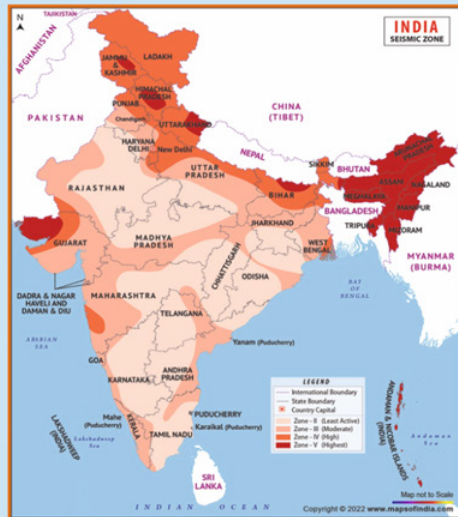 N
TAJIKISTAN
AFGHANISTAN
INDIA
SEISMIC ZONE
LADAKH
JAMMU
&
KASHMIR
HIMACHAL
PRADESH
PUNJAB
Chandigarh
UTTARAKHAND
PAKISTAN
CHINA
(TIBET)
HARYANA
DELHI
New Delhi
NEPAL
ARUNACHAL
PRADESH
SIKKIM
BHUTAN
RAJASTHAN
UTTAR
PRADESH
ASSAM
NAGALAND
BIHAR
MEGHALAYA
MANIPUR
BANGLADESH
TRIPURA
MIZORAM
JHARKHAND
GUJARAT
MADHYA
PRADESH
WEST
BENGAL
CHHATTISGARH
MYANMAR
(BURMA)
ODISHA
DADRA & NAGAR
HAVELI AND
DAMAN & DIU
MAHARASHTRA
BAY
OF
BENGAL
TELANGANA
ARABIAN
SEA
Yanam (Puducherry)
GOA
ANDHRA
PRADESH
KARNATAKA
LEGEND
International Boundary
State Boundary
Country Capital
Zone - II (Least Active)
Zone - III (Moderate)
Zone - IV (High)
Zone - V (Highest)
Mahe
(Puducherry)
PUDUCHERRY
Karaikal (Puducherry)
LAKSHADWEEP
(INDIA)
Lakshadweep
Sea
KERALA
TAMIL NADU
ANDAMAN & NICOBAR ISLANDS
(INDIA)
Andaman
Sea
SRI
LANKA
Map not to Scale
INDIAN OCEAN
Copyright © 2022 www.mapsofindia.com